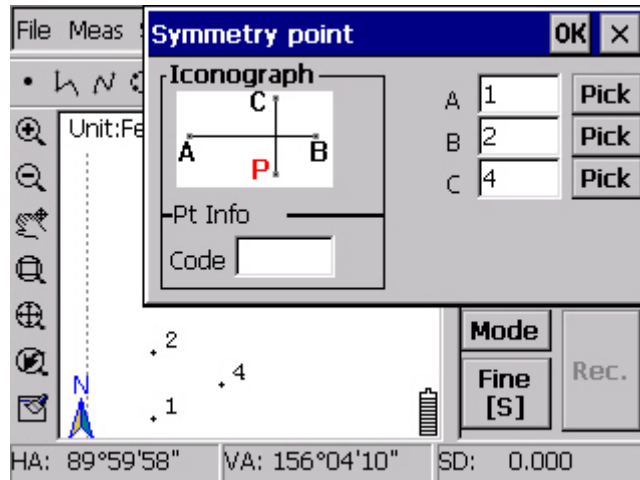 File Meas
Symmetry point OK ×
Iconograph
C
A B
P
A 1 Pick
B 2 Pick
C 4 Pick
Pt Info
Code
Unit:Fe
2
4
1
N
Mode
Fine
[S]
Rec.
HA: 89°59'58" VA: 156°04'10" SD: 0.000